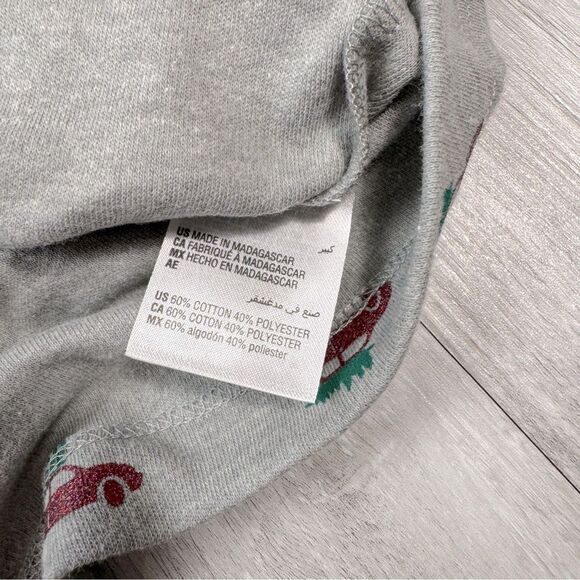 كبير
US MADE IN MADAGASCAR
CA FABRIQUÉ À MADAGASCAR
MX HECHO EN MADAGASCAR
AE
صنع في مدغشقر
US 60% COTTON 40% POLYESTER
CA 60% COTON 40% POLYESTER
MX 60% algodón 40% poliester